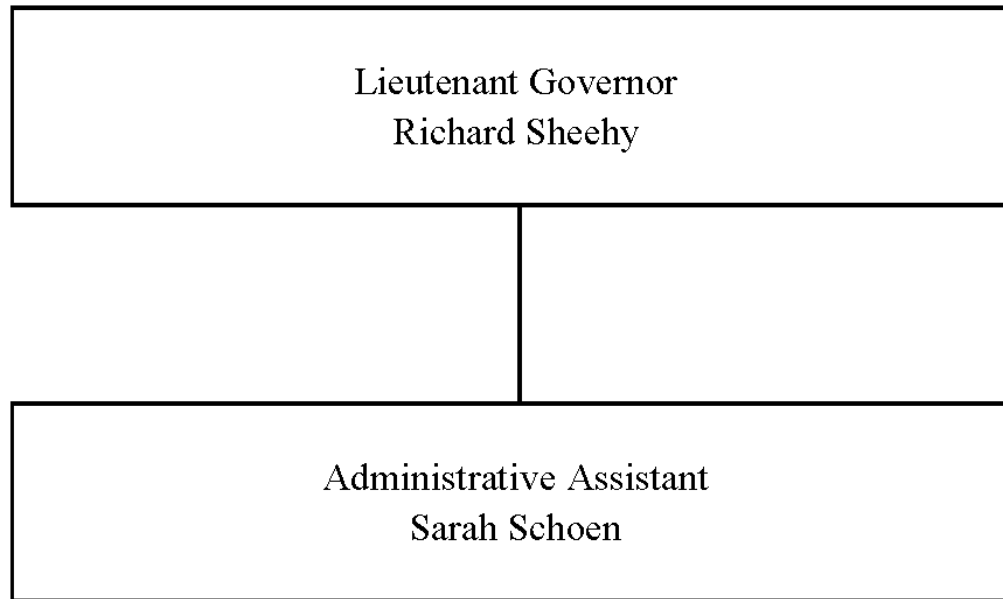 Lieutenant Governor
Richard Sheehy
Administrative Assistant
Sarah Schoen